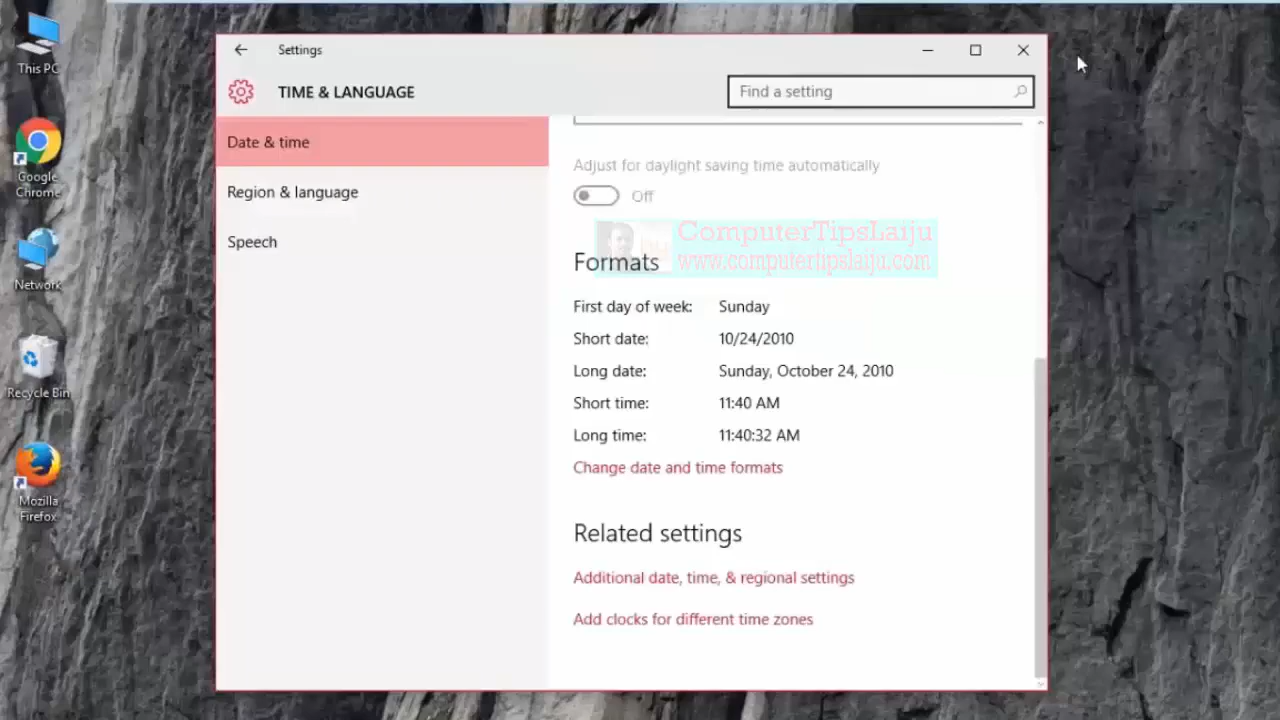 This PC
Google
Chrome
Network
Recycle Bin
Mozilla
Firefox
Settings
TIME & LANGUAGE
Find a setting
Date & time
Region & language
Speech
Adjust for daylight saving time automatically
Off
ComputerTipsLaiju
www.computertipslaiju.com
Formats
First day of week: Sunday
Short date: 10/24/2010
Long date: Sunday, October 24, 2010
Short time: 11:40 AM
Long time: 11:40:32 AM
Change date and time formats
Related settings
Additional date, time, & regional settings
Add clocks for different time zones